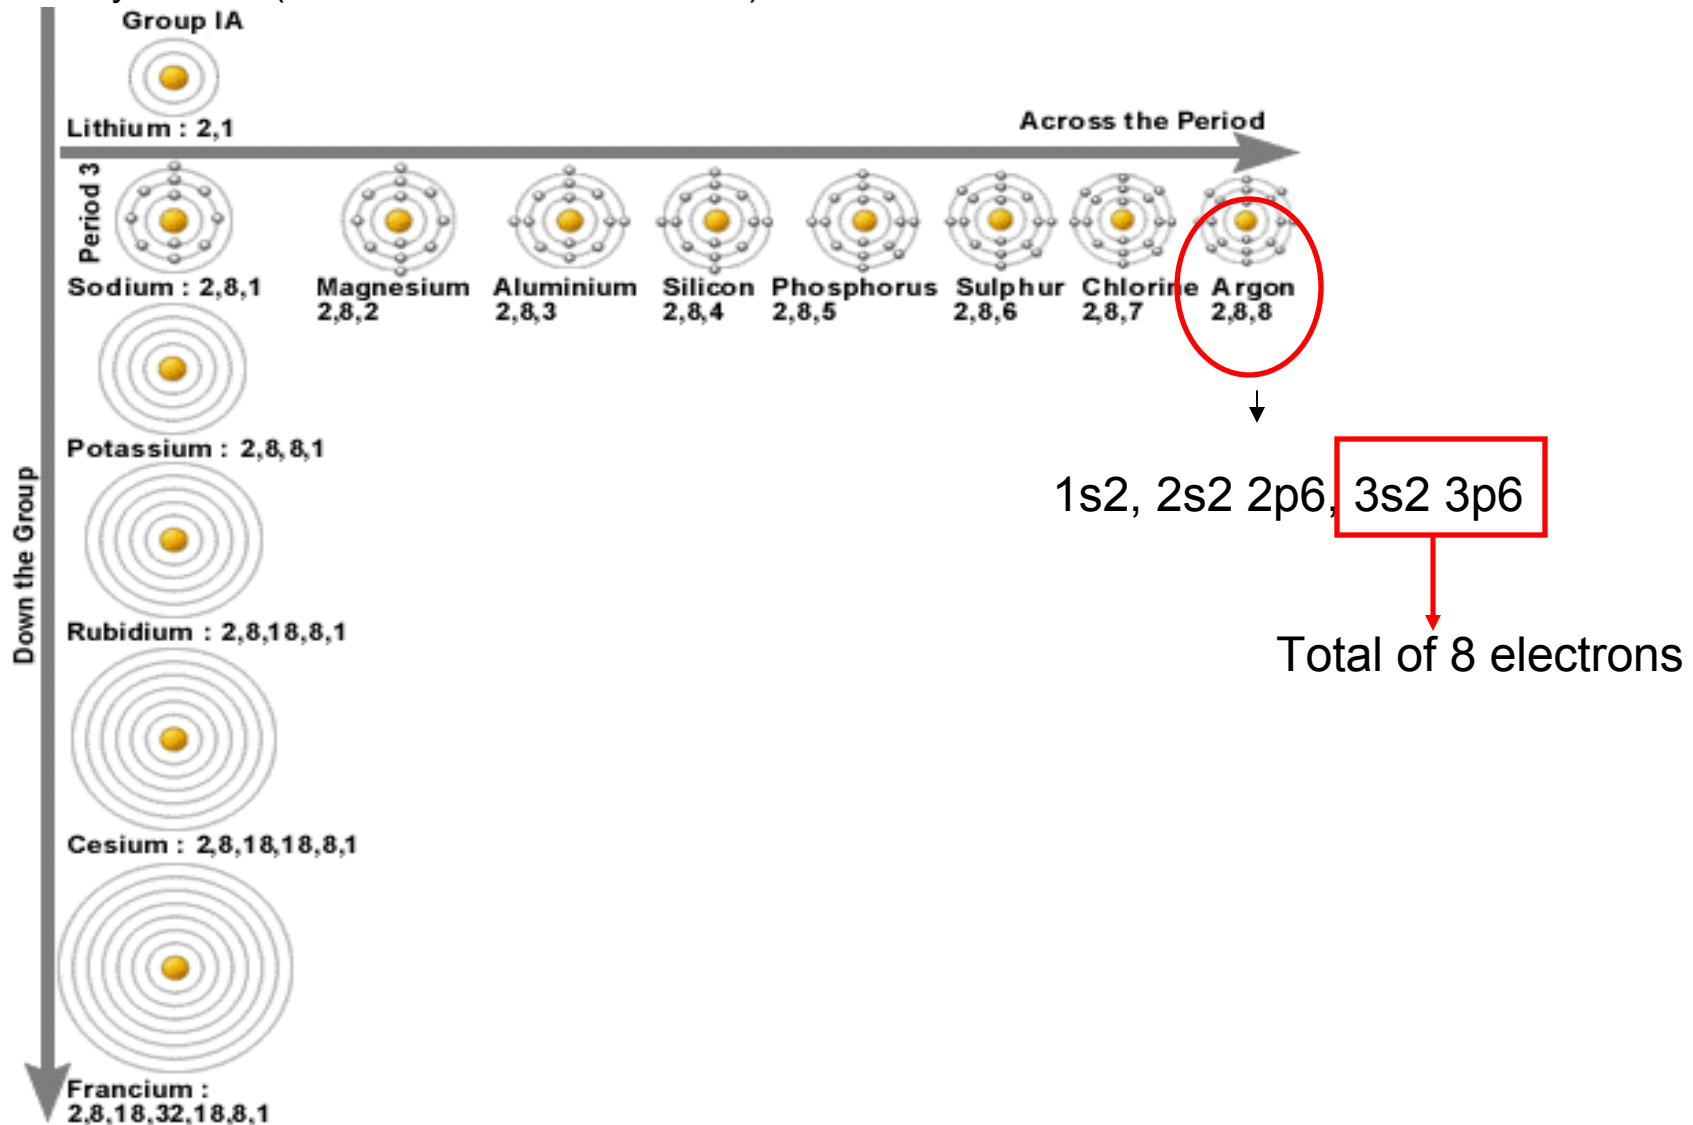 Group IA
Lithium : 2,1
Across the Period
Period 3
Sodium : 2,8,1
Magnesium
2,8,2
Aluminium
2,8,3
Silicon
2,8,4
Phosphorus
2,8,5
Sulphur
2,8,6
Chlorine
2,8,7
Argon
2,8,8
Potassium : 2,8,8,1
1s2, 2s2 2p6, 3s2 3p6
Down the Group
Rubidium : 2,8,18,8,1
Total of 8 electrons
Cesium : 2,8,18,18,8,1
Francium :
2,8,18,32,18,8,1